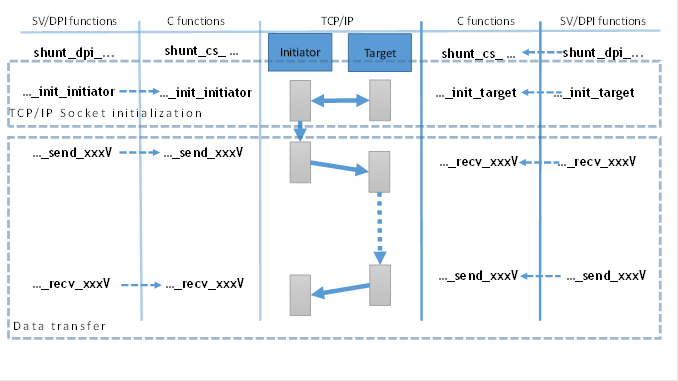 SV/DPI functions C functions TCP/IP C functions SV/DPI functions
shunt_dpi_... shunt_cs_ ... Initiator Target shunt_cs_ ... shunt_dpi_...
..._init_initiator ..._init_initiator ..._init_target ..._init_target
TCP/IP Socket initialization
..._send_xxxV ..._send_xxxV ..._recv_xxxV ..._recv_xxxV
..._recv_xxxV ..._recv_xxxV ..._send_xxxV ..._send_xxxV
Data transfer